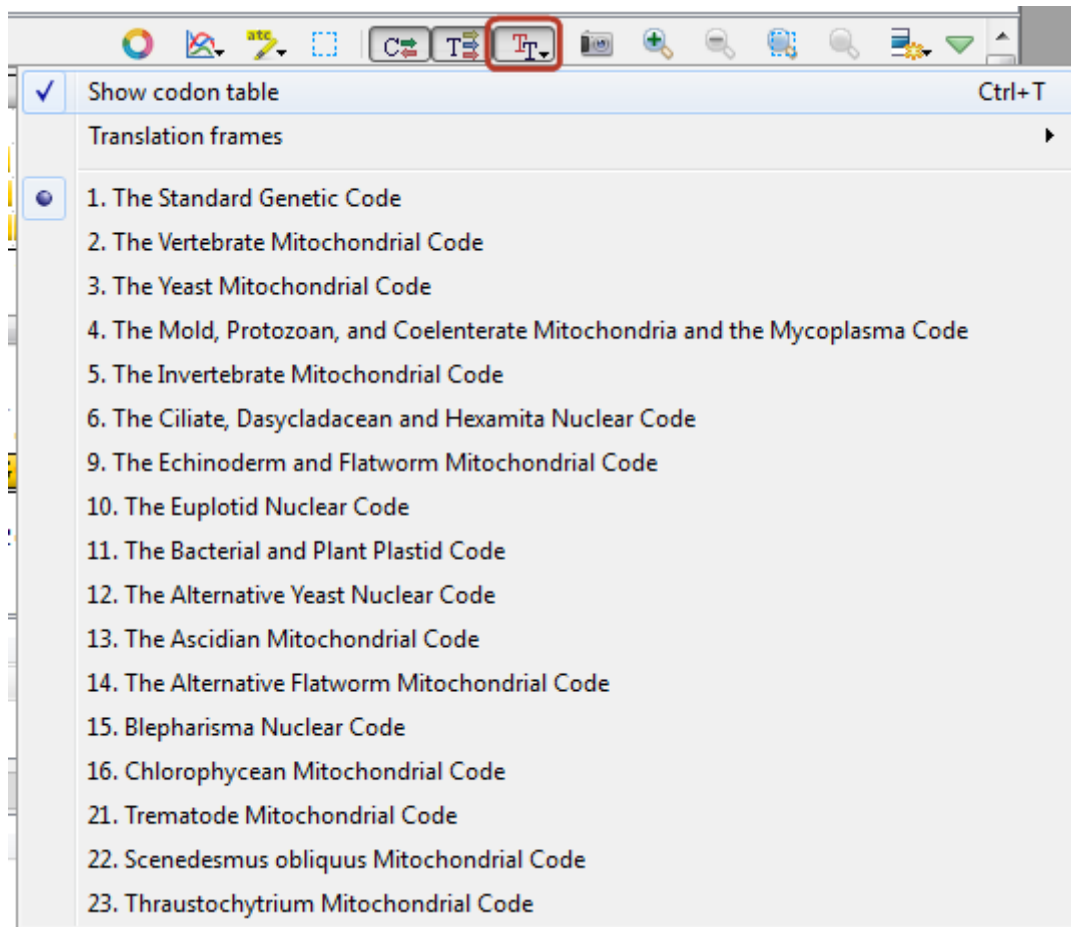 atc
C T TT
Show codon table Ctrl+T
Translation frames
1. The Standard Genetic Code
2. The Vertebrate Mitochondrial Code
3. The Yeast Mitochondrial Code
4. The Mold, Protozoan, and Coelenterate Mitochondria and the Mycoplasma Code
5. The Invertebrate Mitochondrial Code
6. The Ciliate, Dasycladacean and Hexamita Nuclear Code
9. The Echinoderm and Flatworm Mitochondrial Code
10. The Euplotid Nuclear Code
11. The Bacterial and Plant Plastid Code
12. The Alternative Yeast Nuclear Code
13. The Ascidian Mitochondrial Code
14. The Alternative Flatworm Mitochondrial Code
15. Blepharisma Nuclear Code
16. Chlorophycean Mitochondrial Code
21. Trematode Mitochondrial Code
22. Scenedesmus obliquus Mitochondrial Code
23. Thraustochytrium Mitochondrial Code